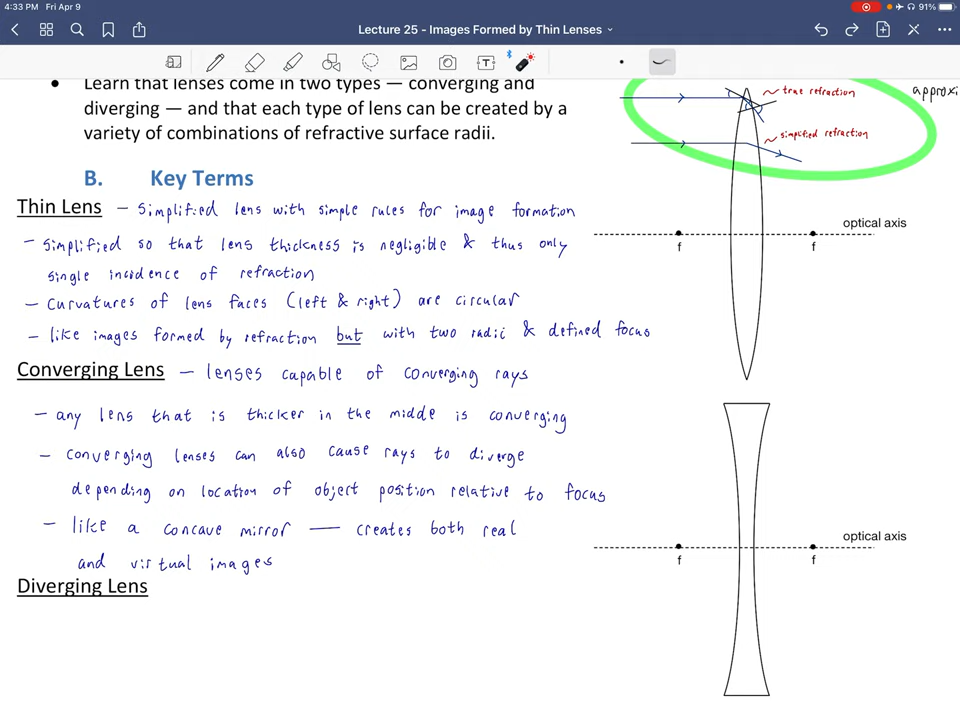 4:33 PM Fri Apr 9
91%
Lecture 25 - Images Formed by Thin Lenses
Learn that lenses come in two types — converging and
diverging — and that each type of lens can be created by a
variety of combinations of refractive surface radii.
B. Key Terms
Thin Lens – simplified lens with simple rules for image formation
– simplified so that lens thickness is negligible & thus only
single incidence of refraction
– curvatures of lens faces (left & right) are circular
– like images formed by refraction but with two radii & defined focus
Converging Lens – lenses capable of converging rays
– any lens that is thicker in the midde is converging
– converging lenses can also cause rays to diverge
depending on location of object position relative to focus
– like a concave mirror — creates both real
and virtual images
Diverging Lens
~ true refraction
approxi
~ simplified refraction
optical axis
f
f
optical axis
f
f